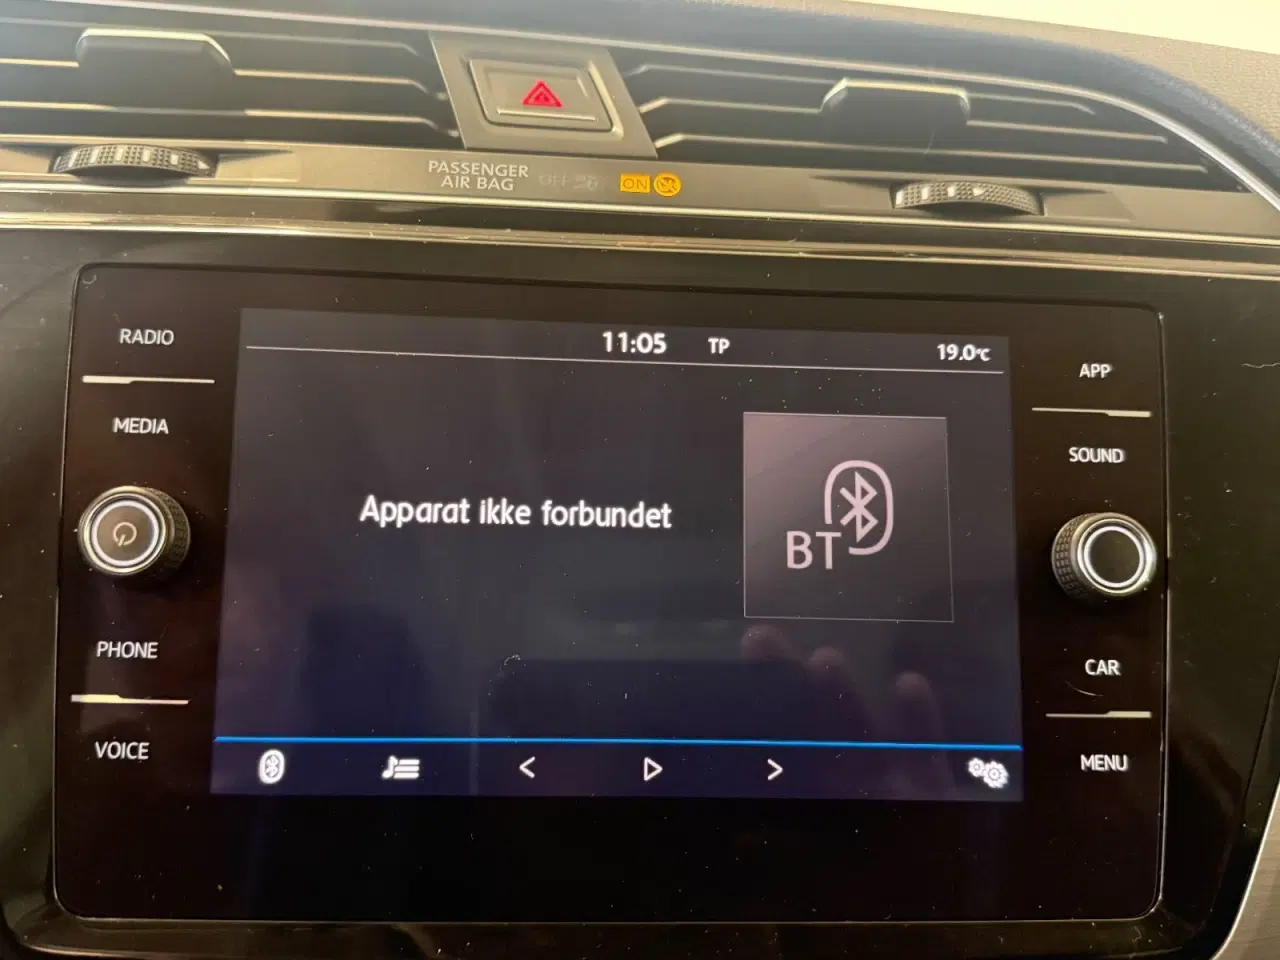 PASSENGER
AIR BAG
OFF
ON
RADIO
MEDIA
PHONE
VOICE
11:05 TP 19.0°C
Apparat ikke forbundet
BT
APP
SOUND
CAR
MENU